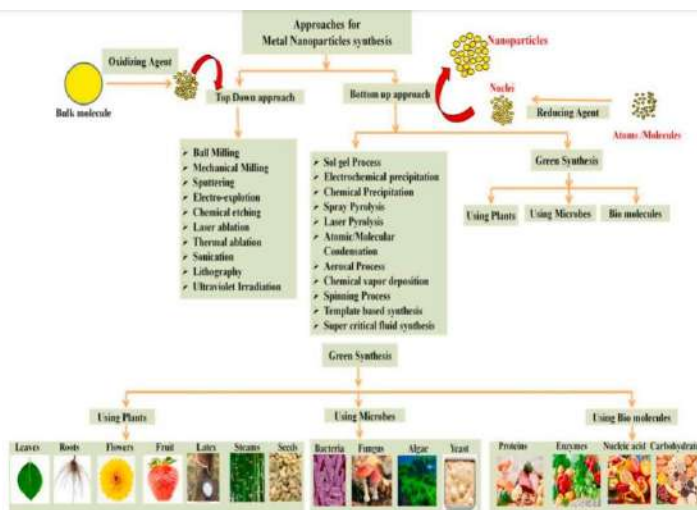 Approaches for
Metal Nanoparticles synthesis
Nanoparticles
Oxidizing Agent
Bulk molecule
Top Down approach
Bottom up approach
Nuclei
Reducing Agent
Atoms/Molecules
➢ Ball Milling
➢ Mechanical Milling
➢ Sputtering
➢ Electro-explution
➢ Chemical etching
➢ Laser ablation
➢ Thermal ablation
➢ Sonication
➢ Lithography
➢ Ultraviolet Irradiation
➢ Sol gel Process
➢ Electrochemical precipitation
➢ Chemical Precipitation
➢ Spray Pyrolysis
➢ Laser Pyrolysis
➢ Atomic/Molecular
Condensation
➢ Aerosal Process
➢ Chemical vapor deposition
➢ Spinning Process
➢ Template based synthesis
➢ Super critical fluid synthesis
Green Synthesis
Using Plants
Using Microbes
Bio molecules
Green Synthesis
Using Plants
Using Microbes
Using Bio molecules
Leaves Roots Flowers Fruit Latex Steams Seeds
Bacteria Fungus Algae Yeast
Proteins Enzymes Nucleic acid Carbohydrate